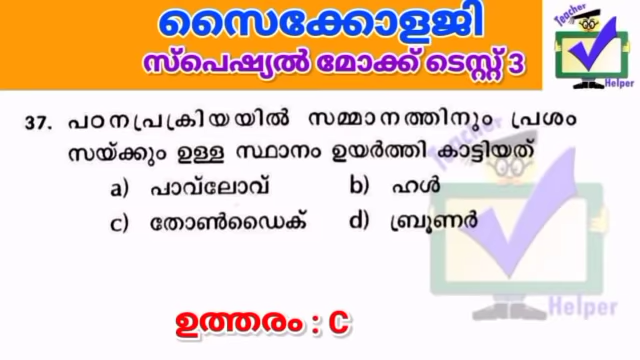 സൈക്കോളജി
സ്പെഷ്യൽ മോക്ക് ടെസ്റ്റ് 3
Teacher
Helper
37. പഠനപ്രക്രിയയിൽ സമ്മാനത്തിനും പ്രശം
സയ്ക്കും ഉള്ള സ്ഥാനം ഉയർത്തി കാട്ടിയത്
a) പാവ്ലോവ് b) ഹൾ
c) തോൺഡൈക് d) ബ്രൂണർ
Teacher
Helper
ഉത്തരം : C